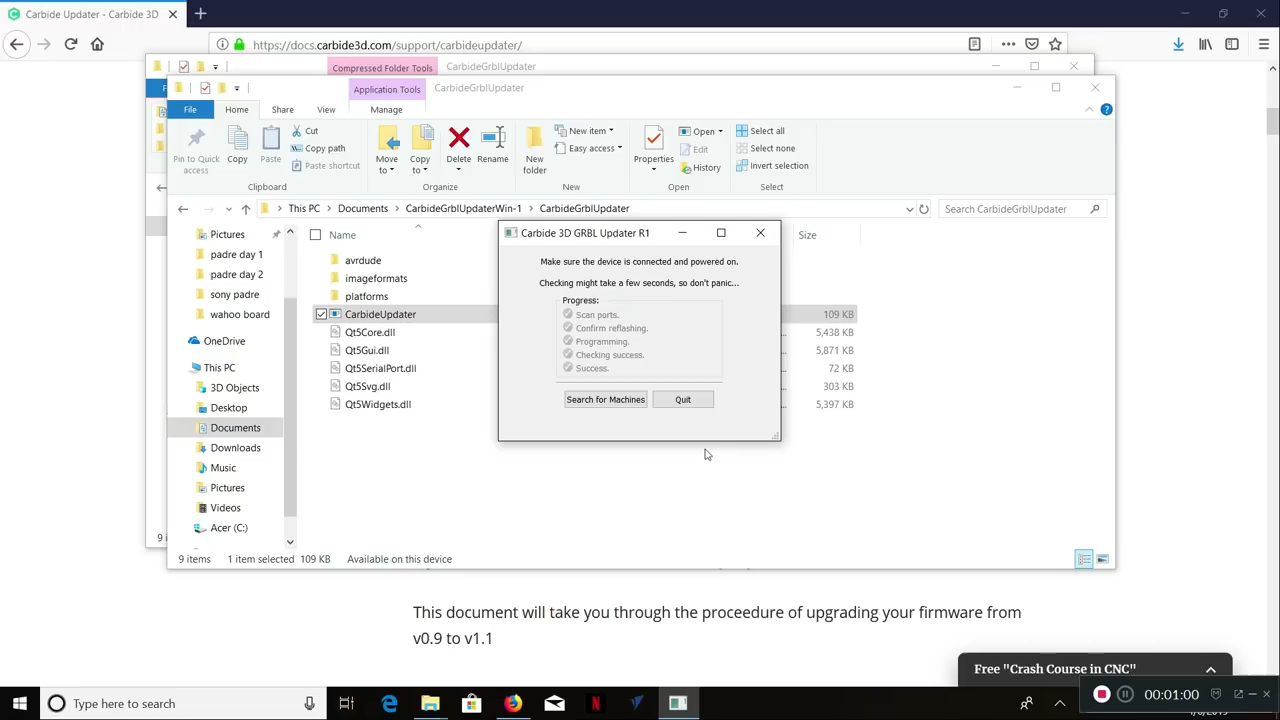 Carbide Updater - Carbide 3D
https://docs.carbide3d.com/support/carbideupdater/
Compressed Folder Tools
CarbideGrblUpdater
Application Tools
CarbideGrblUpdater
File
Home
Share
View
Manage
Pin to Quick
access
Copy
Paste
Cut
Copy path
Paste shortcut
Clipboard
Move
to
Copy
to
Delete
Rename
Organize
New
folder
New item
Easy access
New
Properties
Open
Edit
History
Open
Select all
Select none
Invert selection
Select
This PC
Documents
CarbideGrblUpdaterWin-1
CarbideGrblUpdater
Search CarbideGrblUpdater
Pictures
padre day 1
padre day 2
sony padre
wahoo board
OneDrive
This PC
3D Objects
Desktop
Documents
Downloads
Music
Pictures
Videos
Acer (C:)
Name
Size
avrdude
imageformats
platforms
CarbideUpdater
109 KB
Qt5Core.dll
5,438 KB
Qt5Gui.dll
5,871 KB
Qt5SerialPort.dll
72 KB
Qt5Svg.dll
303 KB
Qt5Widgets.dll
5,397 KB
Carbide 3D GRBL Updater R1
Make sure the device is connected and powered on.
Checking might take a few seconds, so don't panic...
Progress:
Scan ports.
Confirm reflashing.
Programming.
Checking success.
Success.
Search for Machines
Quit
9 items
1 item selected 109 KB
Available on this device
This document will take you through the proceedure of upgrading your firmware from
v0.9 to v1.1
Free "Crash Course in CNC"
Type here to search
00:01:00